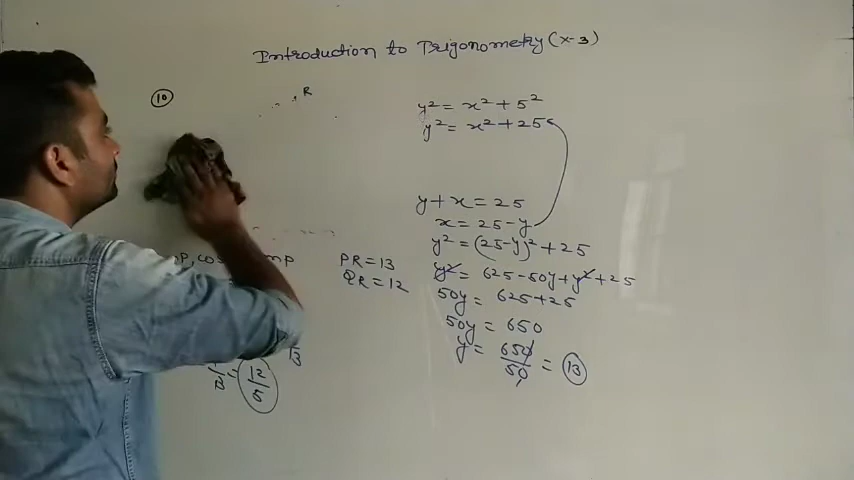 Introduction to Trigonometry (x-3)
10
R
y² = x² + 5²
y² = x² + 25
y + x = 25
x = 25 - y
y² = (25 - y)² + 25
y² = 625 - 50y + y² + 25
50y = 625 + 25
50y = 650
y = 650/50 = 13
PR = 13
QR = 12
12/5